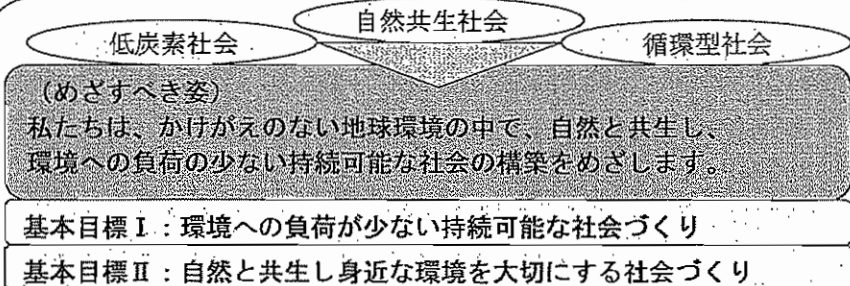 自然共生社会
低炭素社会
循環型社会
(めざすべき姿)
私たちは、かけがえのない地球環境の中で、自然と共生し、
環境への負荷の少ない持続可能な社会の構築をめざします。
基本目標Ⅰ:環境への負荷が少ない持続可能な社会づくり
基本目標Ⅱ:自然と共生し身近な環境を大切にする社会づくり